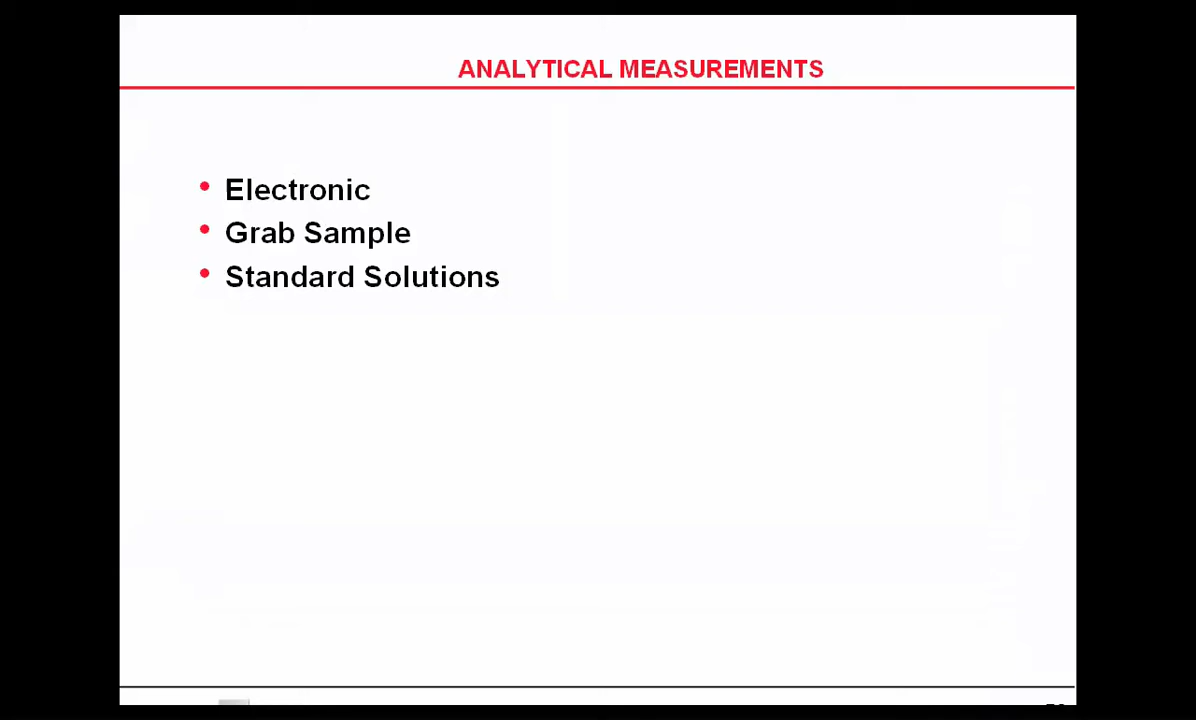 ANALYTICAL MEASUREMENTS
• Electronic
• Grab Sample
• Standard Solutions